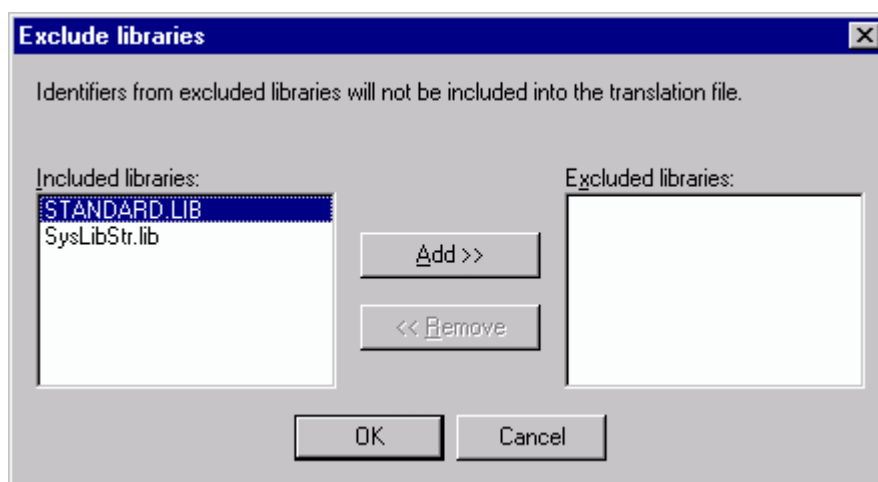 Exclude libraries
Identifiers from excluded libraries will not be included into the translation file.
Included libraries:
Excluded libraries:
STANDARD.LIB
SysLibStr.lib
Add >>
<< Remove
OK
Cancel